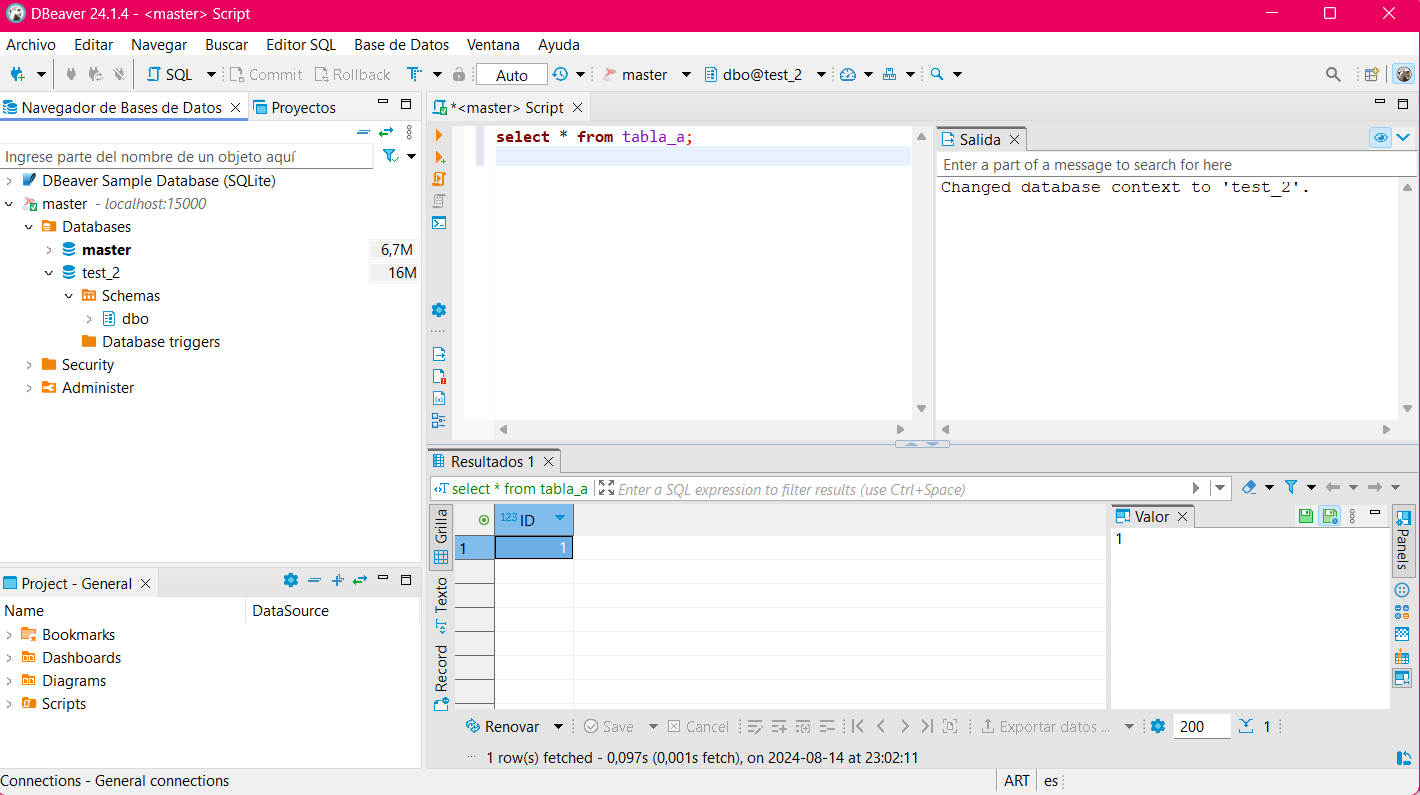 DBeaver 24.1.4 - <master> Script
Archivo Editar Navegar Buscar Editor SQL Base de Datos Ventana Ayuda
SQL Commit Rollback Auto master dbo@test_2
Navegador de Bases de Datos Proyectos
Ingrese parte del nombre de un objeto aquí
DBeaver Sample Database (SQLite)
master - localhost:15000
Databases
master 6,7M
test_2 16M
Schemas
dbo
Database triggers
Security
Administer
Project - General
Name DataSource
Bookmarks
Dashboards
Diagrams
Scripts
*<master> Script
select * from tabla_a;
Salida
Enter a part of a message to search for here
Changed database context to 'test_2'.
Resultados 1
select * from tabla_a Enter a SQL expression to filter results (use Ctrl+Space)
Grilla
Texto
Record
123 ID
1 1
Valor
1
Panels
Renovar Save Cancel Exportar datos ... 200 1
1 row(s) fetched - 0,097s (0,001s fetch), on 2024-08-14 at 23:02:11
Connections - General connections ART es